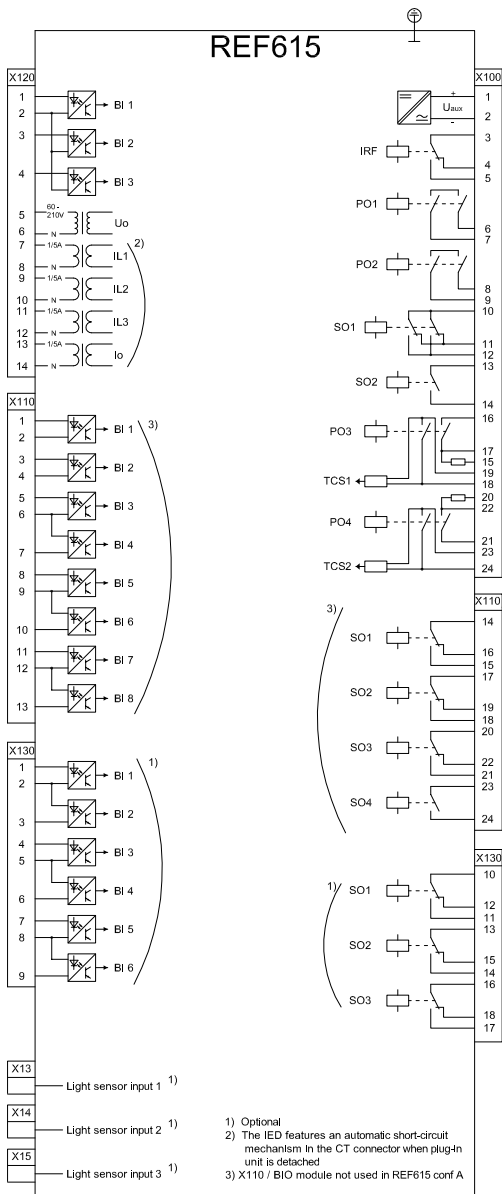 REF615
X120
1
2
3
4
5
6
7
8
9
10
11
12
13
14
BI 1
BI 2
BI 3
60 -
210V
N
Uo
1/5A
N
IL1
2)
1/5A
N
IL2
1/5A
N
IL3
1/5A
N
Io
X110
1
2
3
4
5
6
7
8
9
10
11
12
13
BI 1
BI 2
BI 3
BI 4
BI 5
BI 6
BI 7
BI 8
3)
X130
1
2
3
4
5
6
7
8
9
BI 1
BI 2
BI 3
BI 4
BI 5
BI 6
1)
X13
Light sensor input 1 1)
X14
Light sensor input 2 1)
X15
Light sensor input 3 1)
X100
+
Uaux
-
1
2
IRF
3
4
5
PO1
6
7
PO2
8
9
SO1
10
11
12
SO2
13
14
PO3
16
17
15
19
18
TCS1
20
22
PO4
21
23
TCS2
24
X110
3)
SO1
14
16
15
SO2
17
19
18
SO3
20
22
21
SO4
23
24
X130
1)
SO1
10
12
11
SO2
13
15
14
SO3
16
18
17
1) Optional
2) The IED features an automatic short-circuit
mechanism in the CT connector when plug-in
unit is detached
3) X110 / BIO module not used in REF615 conf A